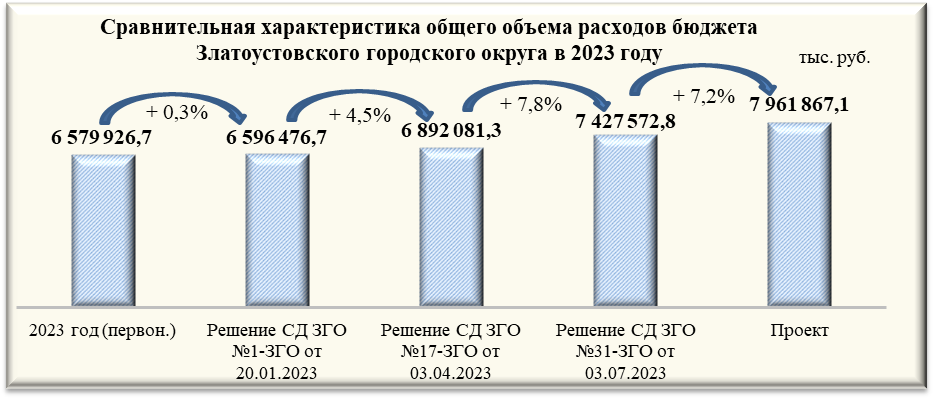 Сравнительная характеристика общего объема расходов бюджета
Златоустовского городского округа в 2023 году
тыс. руб.
+ 0,3%
+ 4,5%
+ 7,8%
+ 7,2%
6 579 926,7
6 596 476,7
6 892 081,3
7 427 572,8
7 961 867,1
2023 год (первон.)
Решение СД ЗГО
№1-ЗГО от
20.01.2023
Решение СД ЗГО
№17-ЗГО от
03.04.2023
Решение СД ЗГО
№31-ЗГО от
03.07.2023
Проект